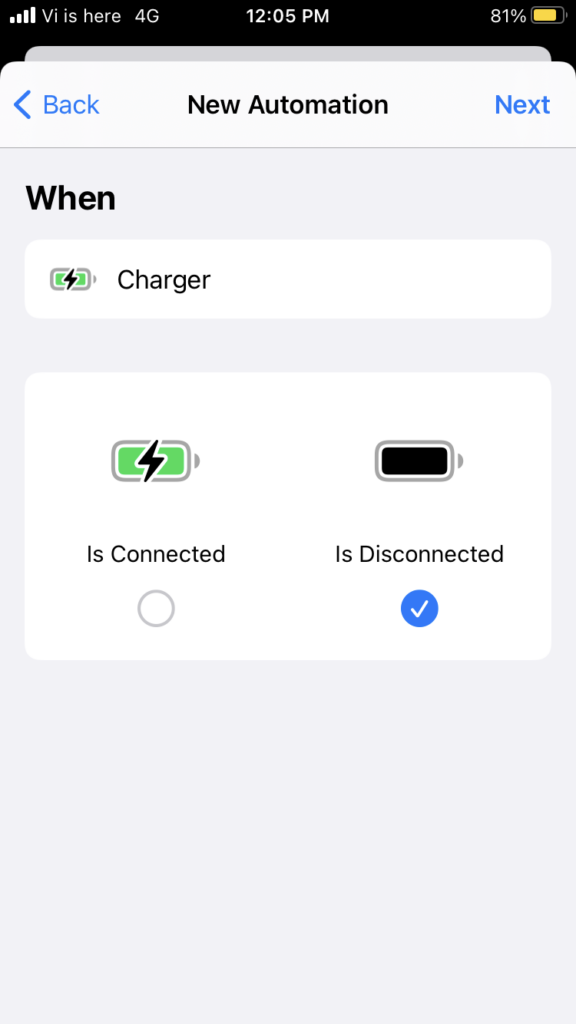 Vi is here 4G 12:05 PM 81%
Back New Automation Next
When
Charger
Is Connected Is Disconnected